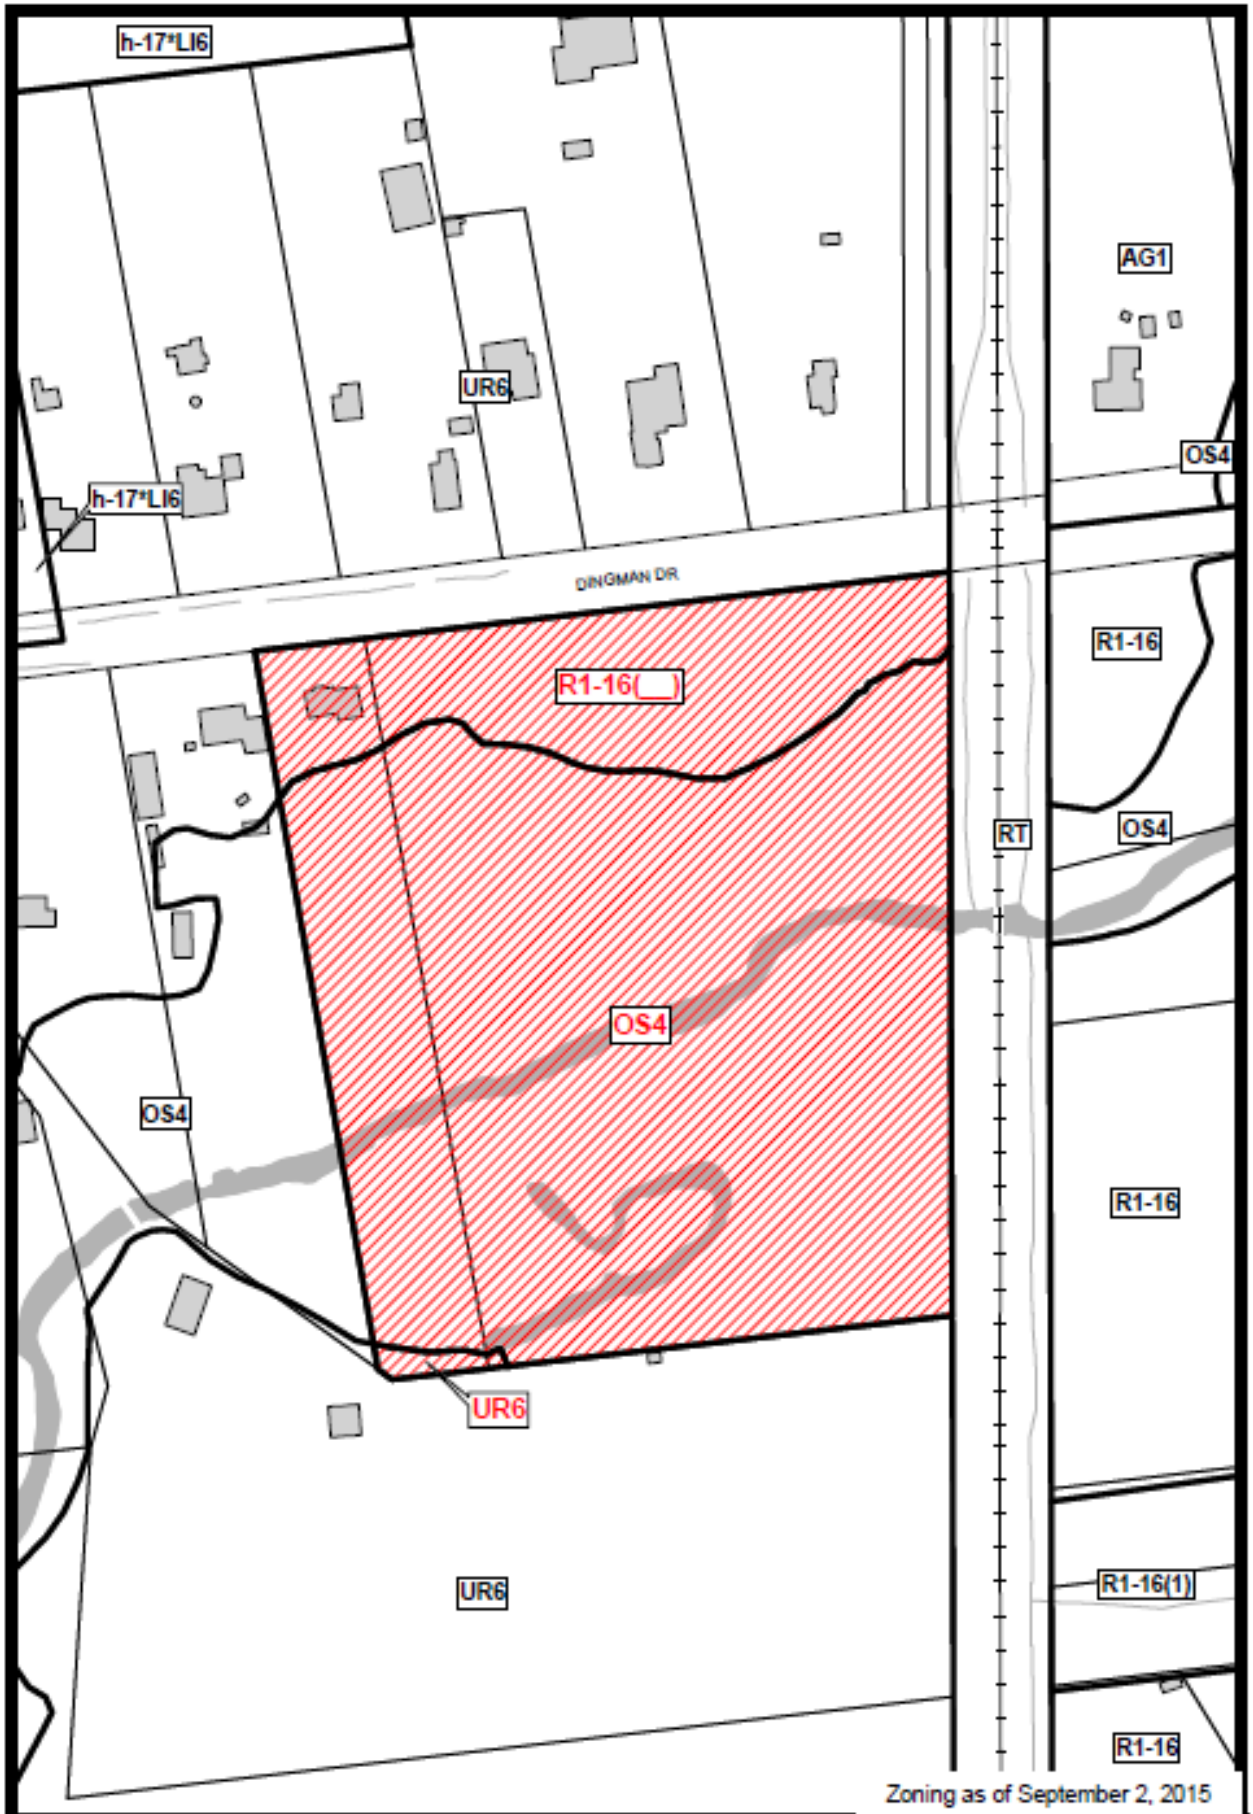 h-17*LI6
AG1
UR6
OS4
h-17*LI6
DINGMAN DR
R1-16
R1-16(__)
OS4
RT
OS4
OS4
R1-16
UR6
R1-16(1)
UR6
R1-16
Zoning as of September 2, 2015